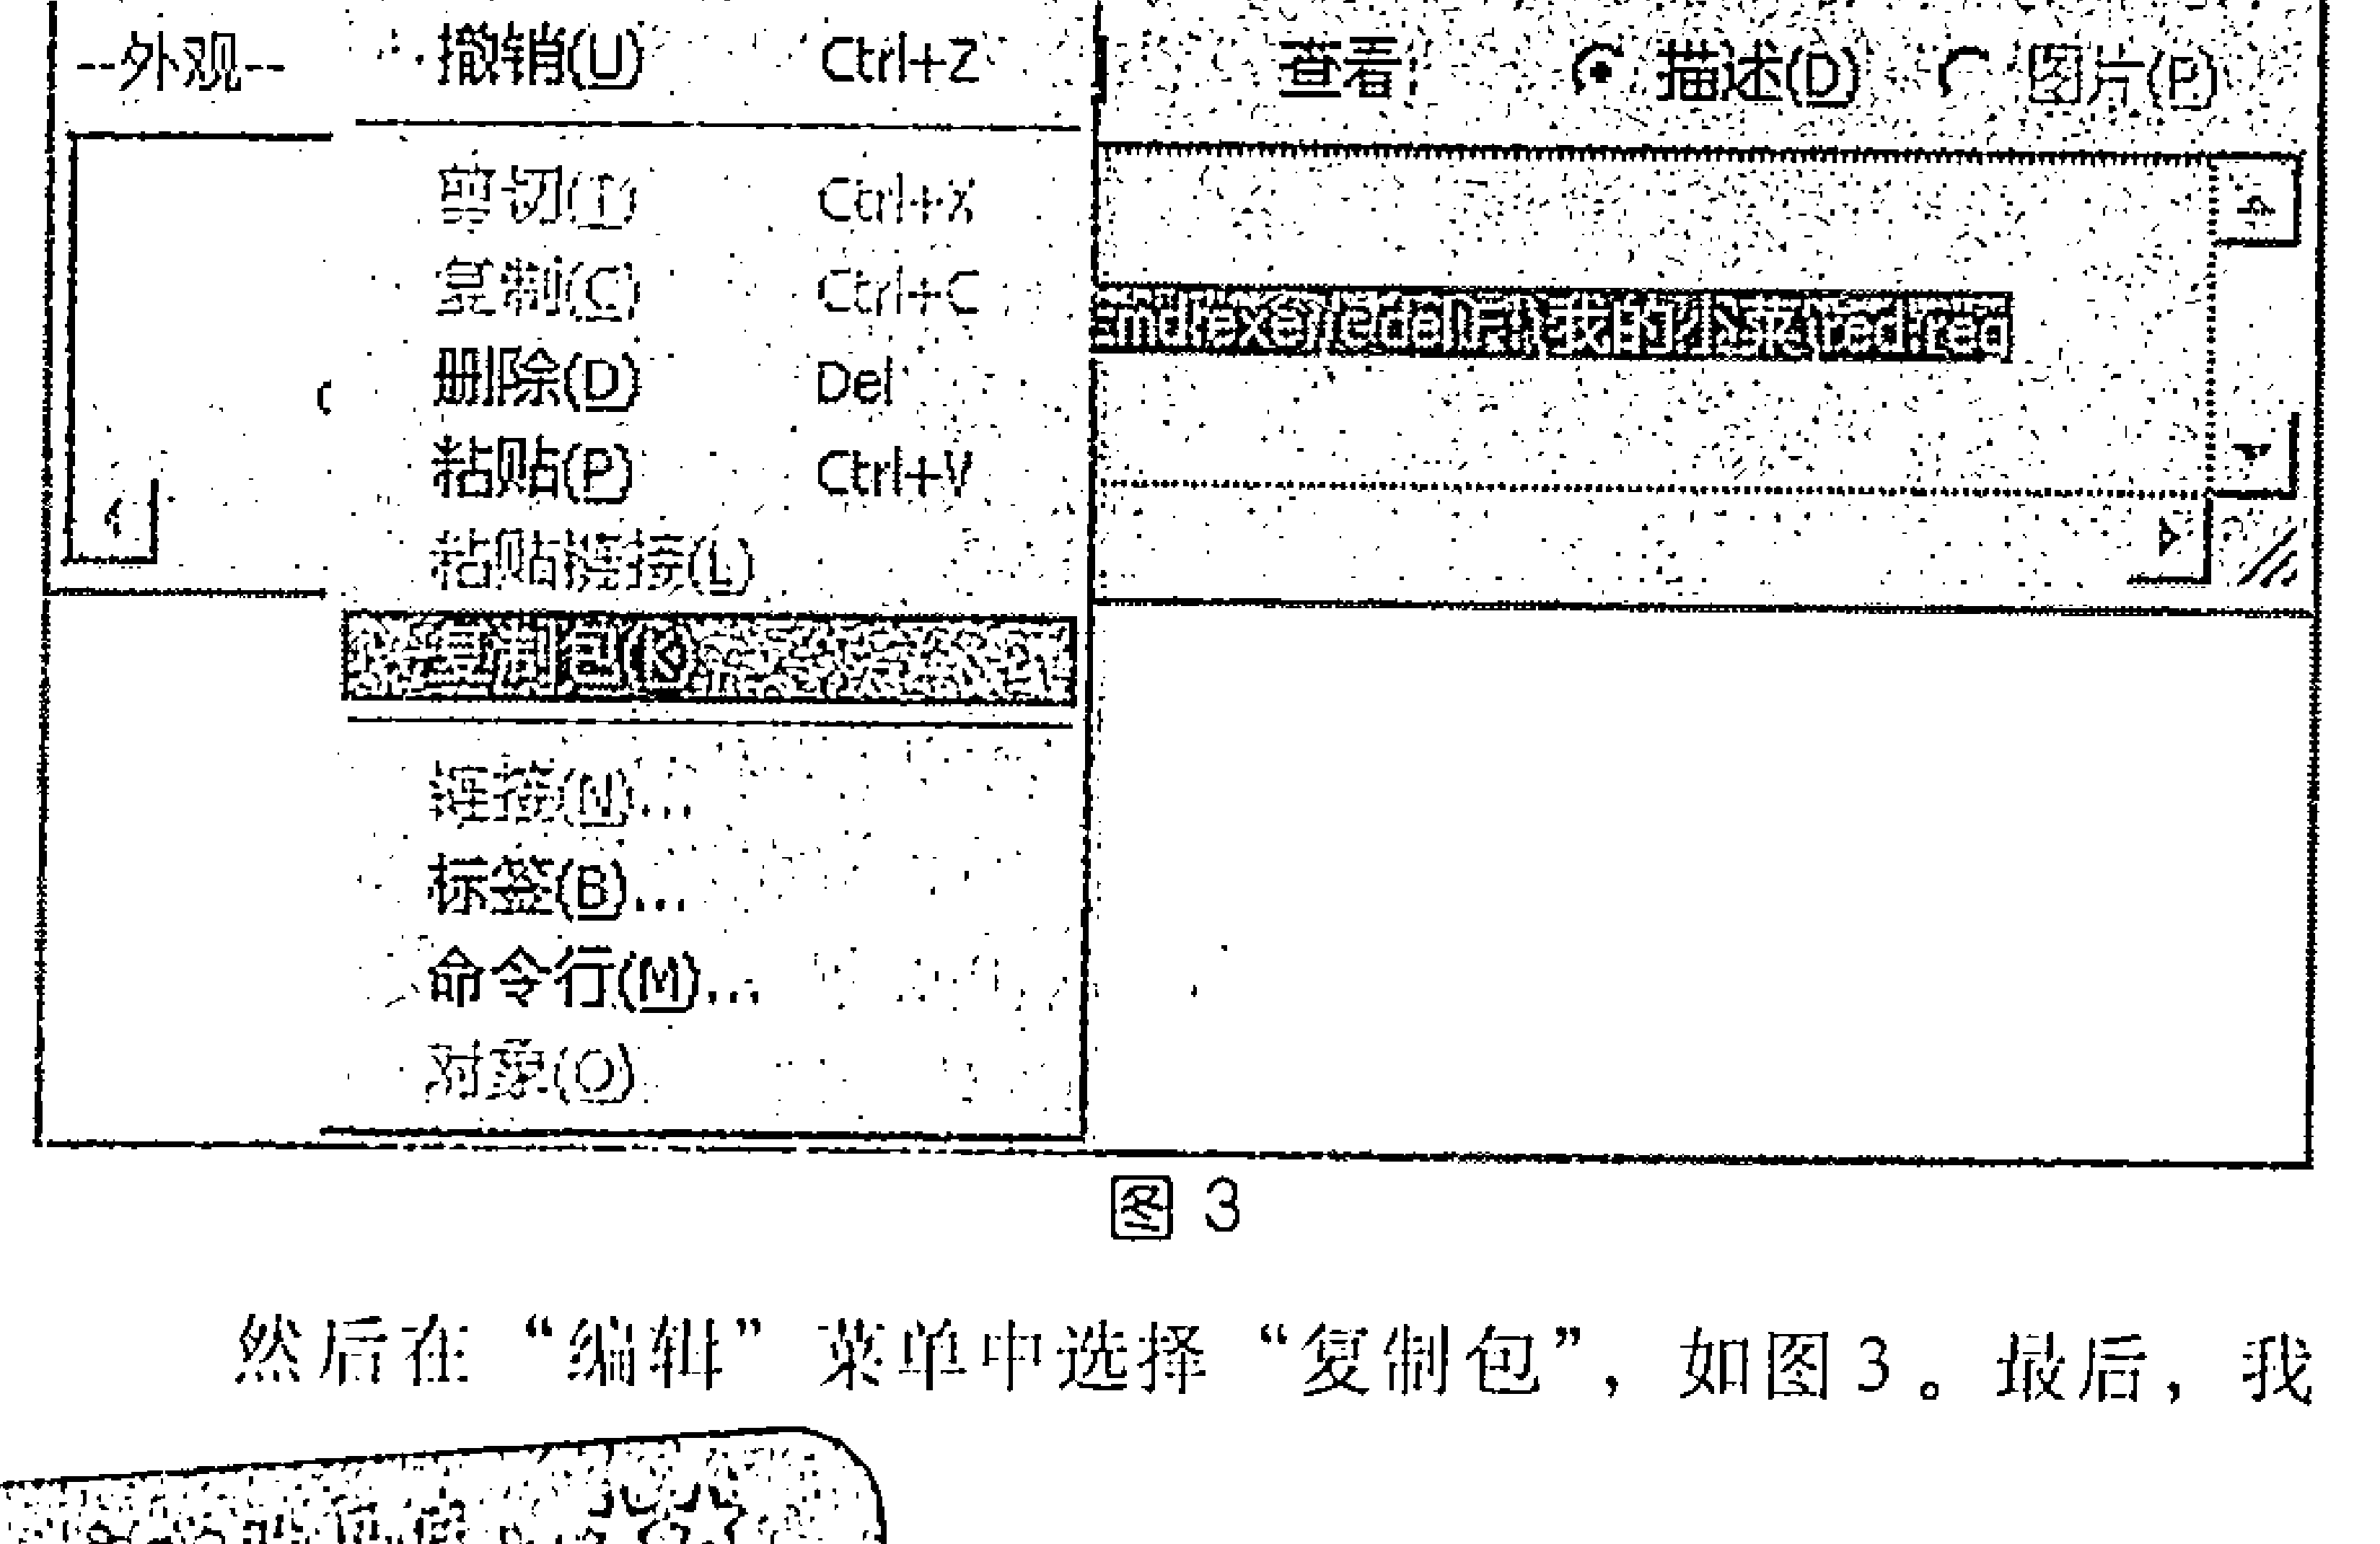 --外观--
撤销(U) Ctrl+Z
查看 描述(D) 图片(P)
剪切(T) Ctrl+X
复制(C) Ctrl+C
删除(D) Del
粘贴(P) Ctrl+V
粘贴链接(L)
复制包(K)
链接(N)...
标签(B)...
命令行(M)...
对象(O)
图 3
然后在“编辑”菜单中选择“复制包”，如图3。最后，我